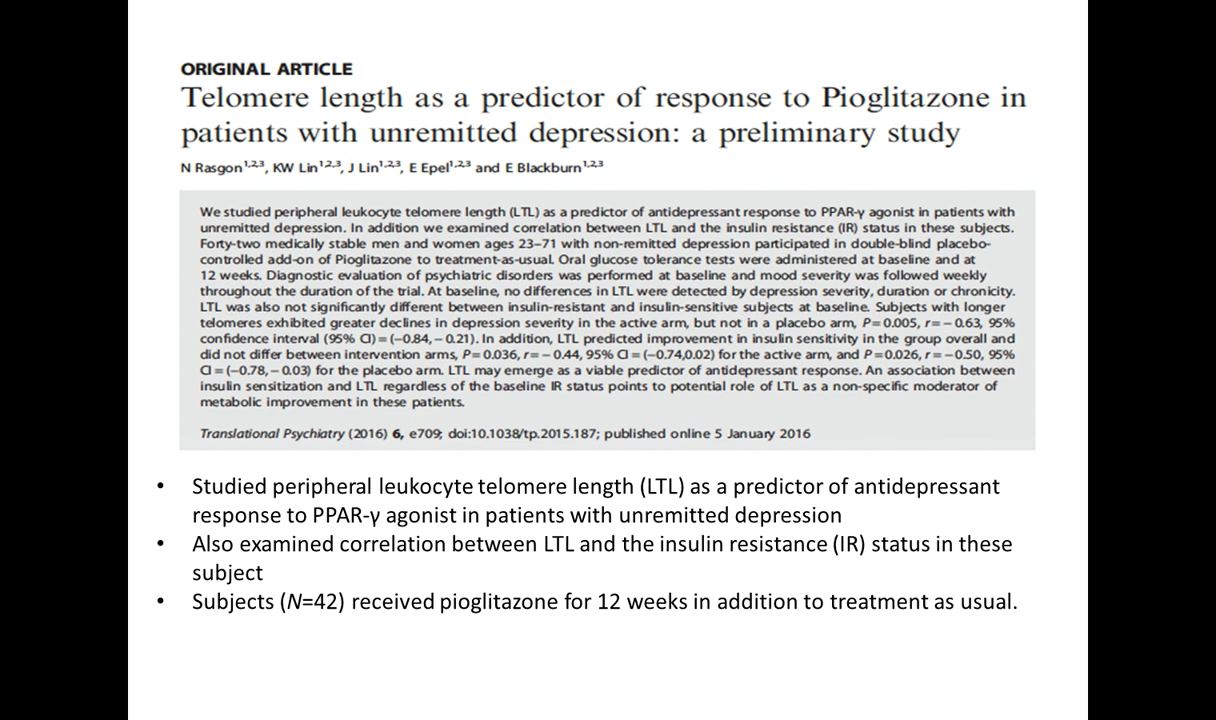 ORIGINAL ARTICLE
Telomere length as a predictor of response to Pioglitazone in
patients with unremitted depression: a preliminary study
N Rasgon1,2,3, KW Lin1,2,3, J Lin1,2,3, E Epel1,2,3 and E Blackburn1,2,3
We studied peripheral leukocyte telomere length (LTL) as a predictor of antidepressant response to PPAR-γ agonist in patients with
unremitted depression. In addition we examined correlation between LTL and the insulin resistance (IR) status in these subjects.
Forty-two medically stable men and women ages 23–71 with non-remitted depression participated in double-blind placebo-
controlled add-on of Pioglitazone to treatment-as-usual. Oral glucose tolerance tests were administered at baseline and at
12 weeks. Diagnostic evaluation of psychiatric disorders was performed at baseline and mood severity was followed weekly
throughout the duration of the trial. At baseline, no differences in LTL were detected by depression severity, duration or chronicity.
LTL was also not significantly different between insulin-resistant and insulin-sensitive subjects at baseline. Subjects with longer
telomeres exhibited greater declines in depression severity in the active arm, but not in a placebo arm, P=0.005, r=−0.63, 95%
confidence interval (95% CI)=(−0.84,−0.21). In addition, LTL predicted improvement in insulin sensitivity in the group overall and
did not differ between intervention arms, P=0.036, r=−0.44, 95% CI=(−0.74,0.02) for the active arm, and P=0.026, r=−0.50, 95%
CI=(−0.78,−0.03) for the placebo arm. LTL may emerge as a viable predictor of antidepressant response. An association between
insulin sensitization and LTL regardless of the baseline IR status points to potential role of LTL as a non-specific moderator of
metabolic improvement in these patients.
Translational Psychiatry (2016) 6, e709; doi:10.1038/tp.2015.187; published online 5 January 2016
• Studied peripheral leukocyte telomere length (LTL) as a predictor of antidepressant
response to PPAR-γ agonist in patients with unremitted depression
• Also examined correlation between LTL and the insulin resistance (IR) status in these
subject
• Subjects (N=42) received pioglitazone for 12 weeks in addition to treatment as usual.